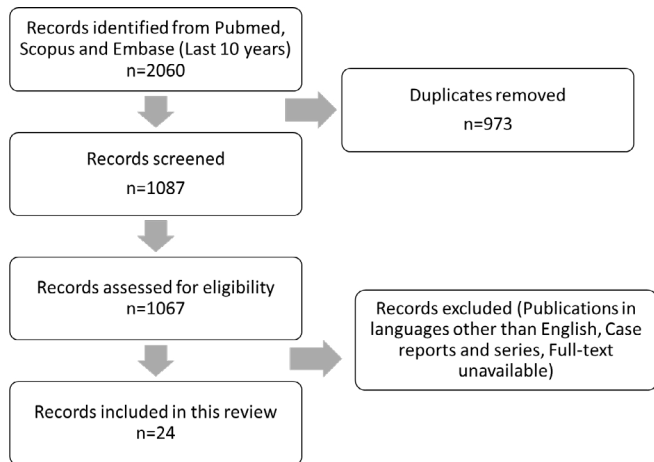 Records identified from Pubmed,
Scopus and Embase (Last 10 years)
n=2060
Duplicates removed
n=973
Records screened
n=1087
Records assessed for eligibility
n=1067
Records excluded (Publications in
languages other than English, Case
reports and series, Full-text
unavailable)
Records included in this review
n=24